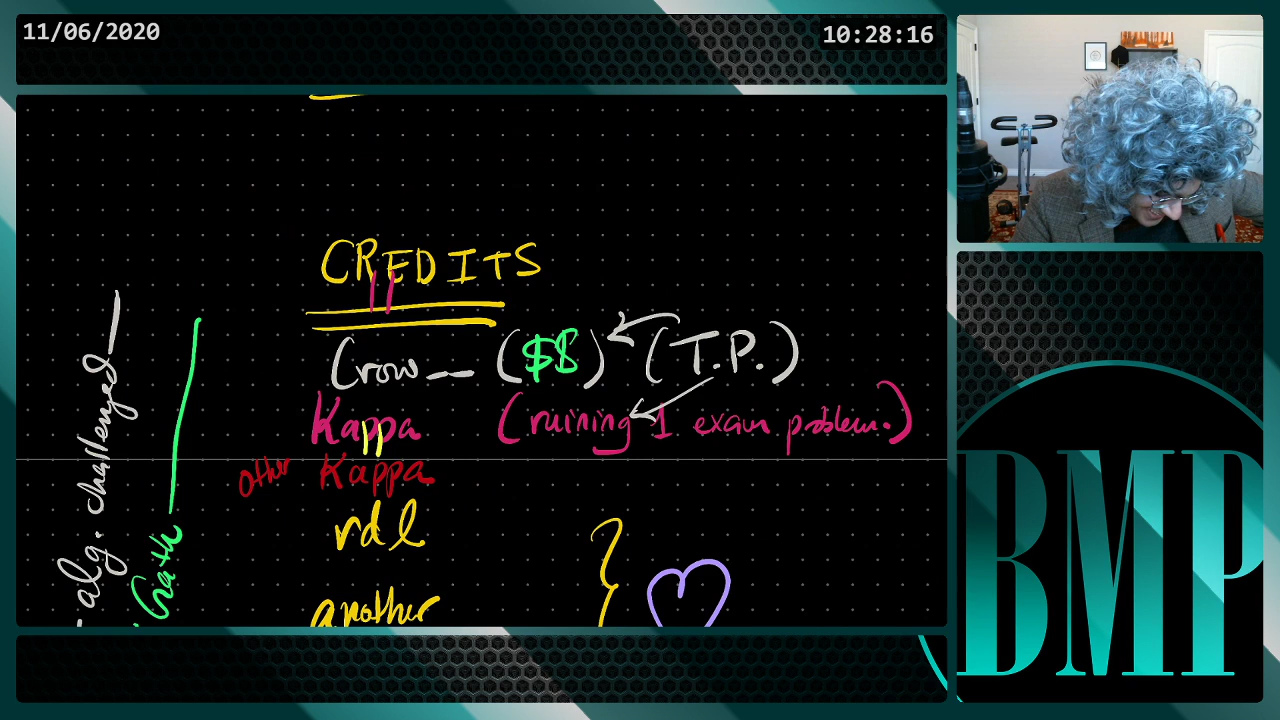 11/06/2020
10:28:16
CREDITS
Crow__ ($8) (T.P.)
Kappa (ruining 1 exam problem.)
other Kappa
rdl
another
alg. challenged
BMP